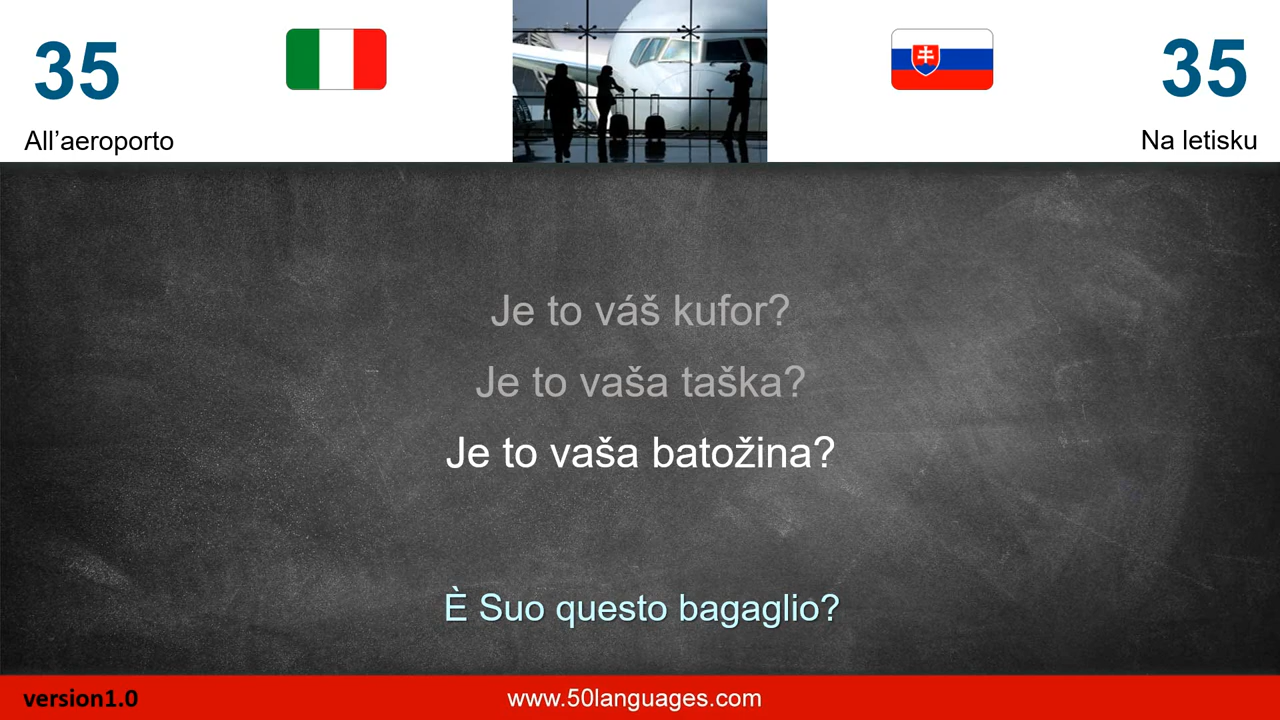 35
35
All’aeroporto
Na letisku
Je to váš kufor?
Je to vaša taška?
Je to vaša batožina?
È Suo questo bagaglio?
version1.0
www.50languages.com